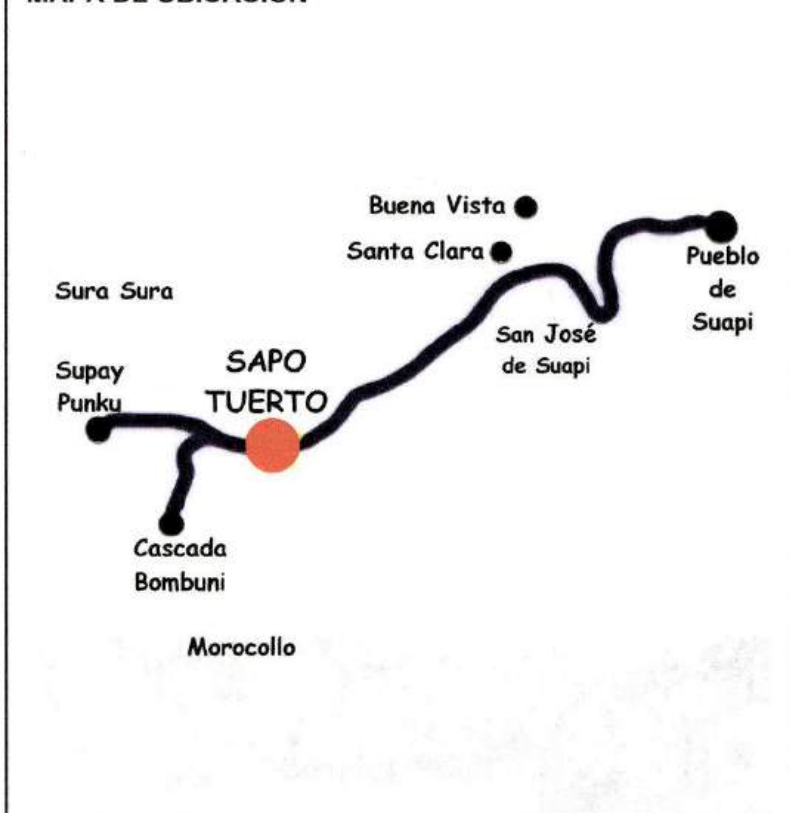 MAPA DE UBICACIÓN
Buena Vista
Santa Clara
Pueblo
de
Suapi
Sura Sura
San José
de Suapi
SAPO
TUERTO
Supay
Punku
Cascada
Bombuni
Morocollo